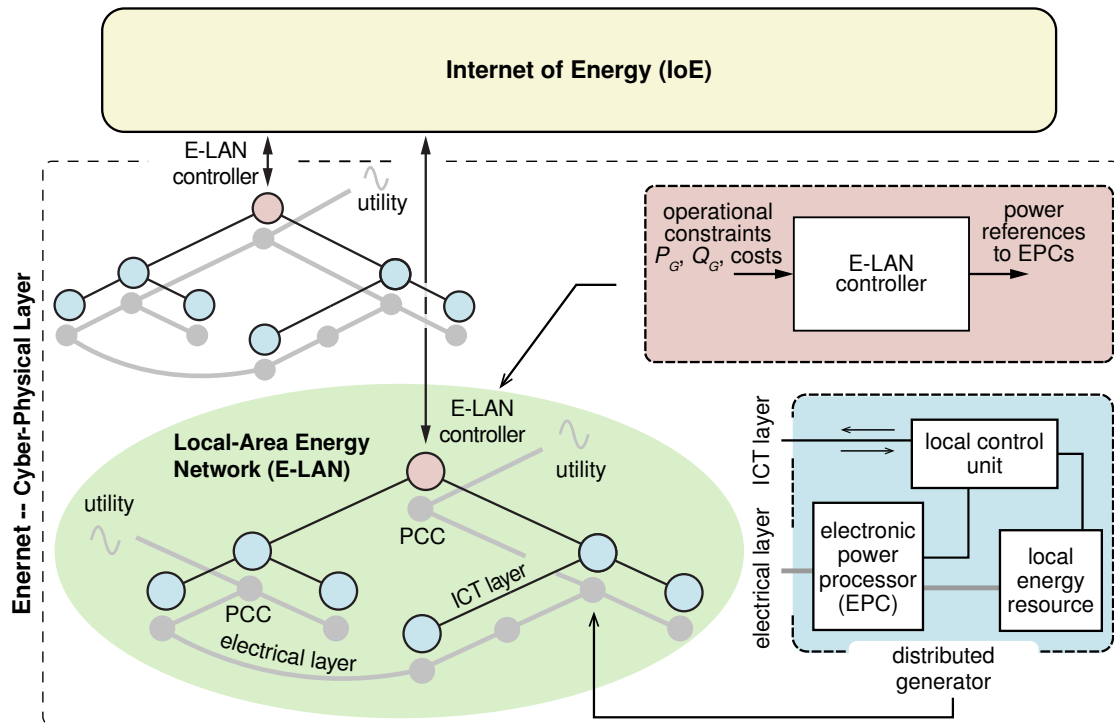 Internet of Energy (IoE)
E-LAN
controller
utility
Enernet -- Cyber-Physical Layer
operational
constraints
P_G, Q_G, costs
E-LAN
controller
power
references
to EPCs
E-LAN
controller
Local-Area Energy
Network (E-LAN)
utility
utility
PCC
PCC
ICT layer
electrical layer
ICT layer
electrical layer
local control
unit
electronic
power
processor
(EPC)
local
energy
resource
distributed
generator